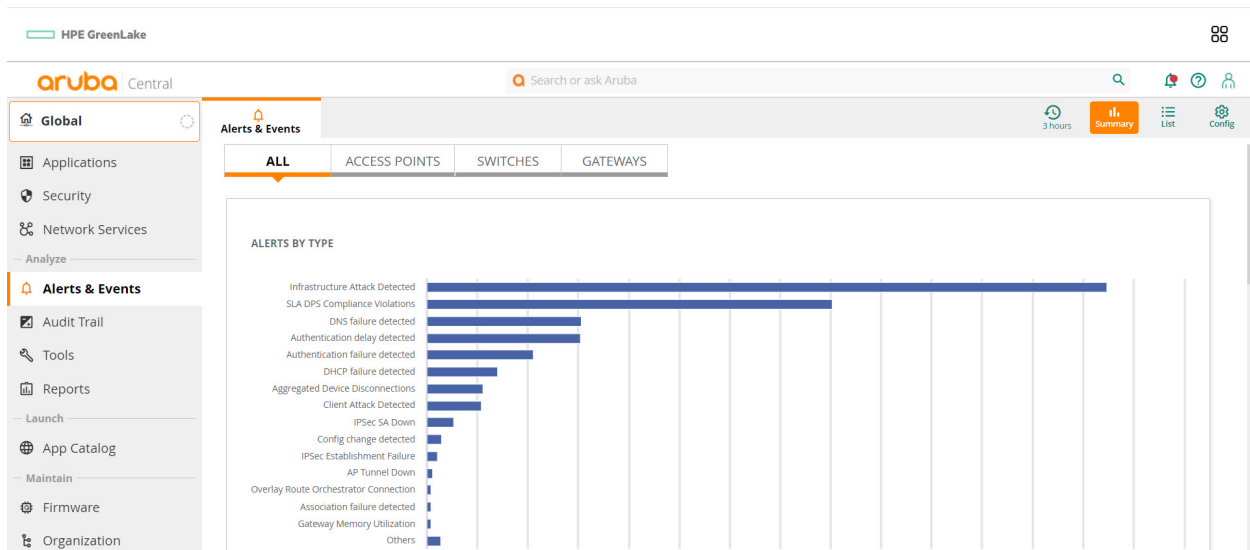 HPE GreenLake
aruba Central
Search or ask Aruba
Global
Alerts & Events
3 hours
Summary
List
Config
Applications
Security
Network Services
Analyze
Alerts & Events
Audit Trail
Tools
Reports
Launch
App Catalog
Maintain
Firmware
Organization
ALL ACCESS POINTS SWITCHES GATEWAYS
ALERTS BY TYPE
Infrastructure Attack Detected
SLA DPS Compliance Violations
DNS failure detected
Authentication delay detected
Authentication failure detected
DHCP failure detected
Aggregated Device Disconnections
Client Attack Detected
IPSec SA Down
Config change detected
IPSec Establishment Failure
AP Tunnel Down
Overlay Route Orchestrator Connection
Association failure detected
Gateway Memory Utilization
Others